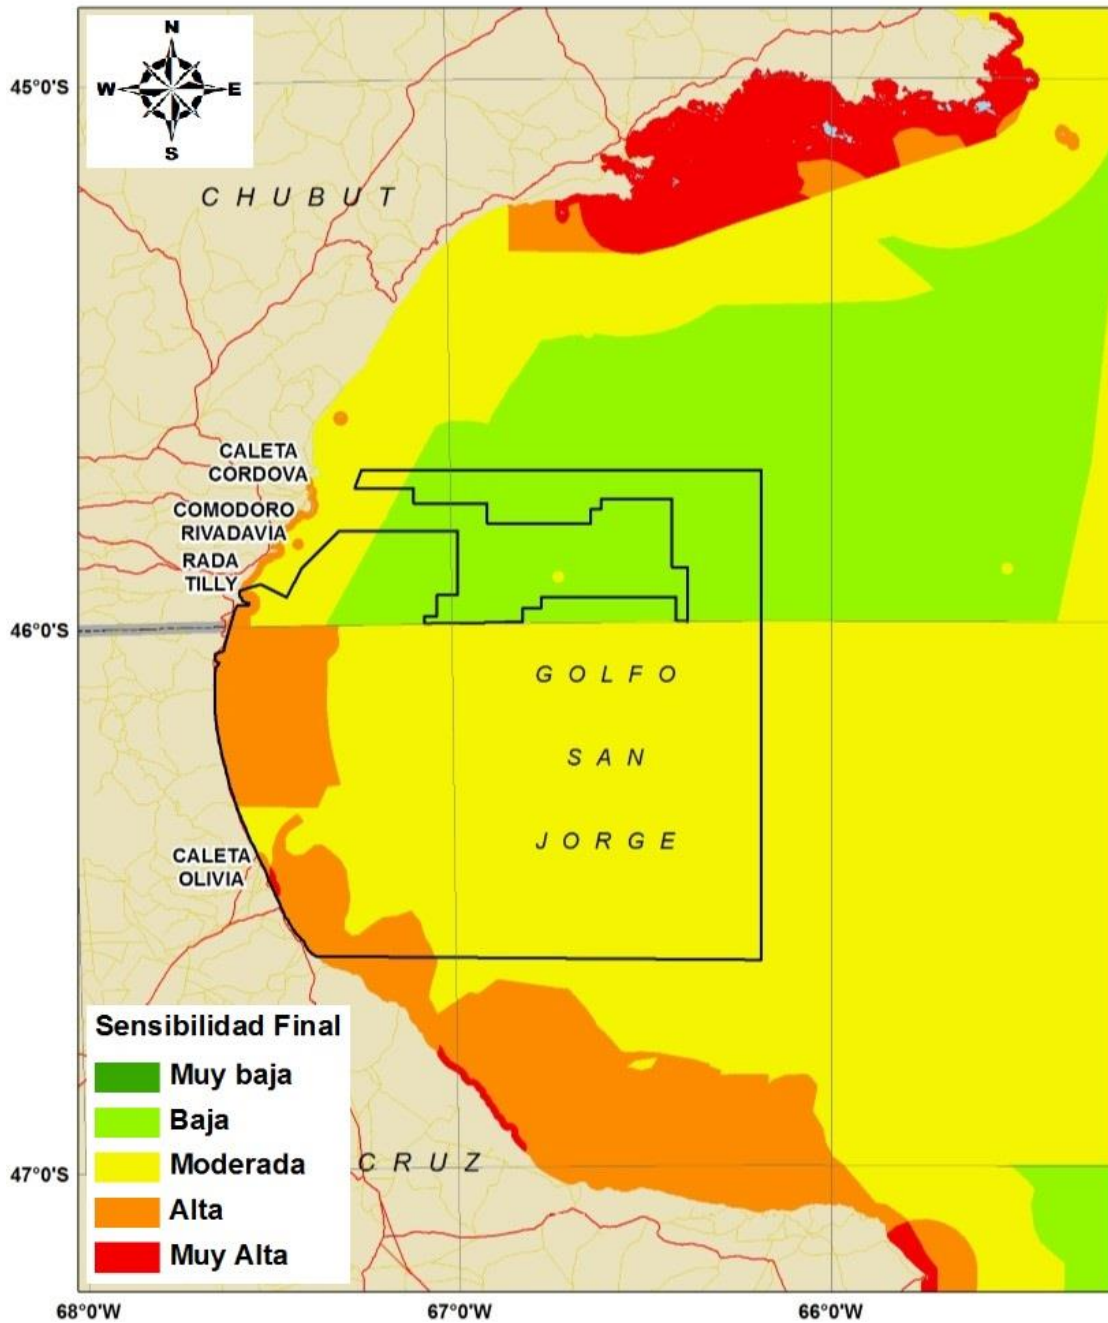 N
W E
S
45°0'S
CHUBUT
CALETA
CORDOVA
COMODORO
RIVADAVIA
RADA
TILLY
46°0'S
GOLFO
SAN
JORGE
CALETA
OLIVIA
Sensibilidad Final
Muy baja
Baja
Moderada
Alta
Muy Alta
47°0'S
CRUZ
68°0'W 67°0'W 66°0'W